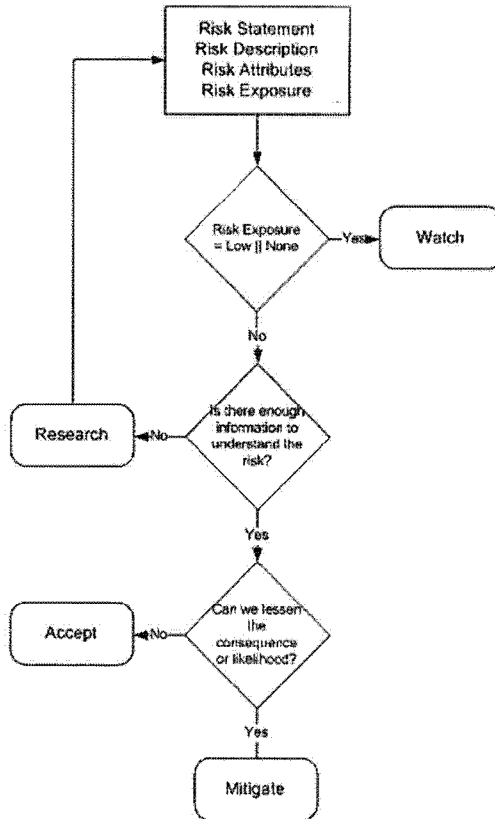 Risk Statement
Risk Description
Risk Attributes
Risk Exposure
Risk Exposure
= Low || None
Yes
Watch
No
Is there enough
information to
understand the
risk?
No
Research
Yes
Can we lessen
the
consequence
or likelihood?
No
Accept
Yes
Mitigate